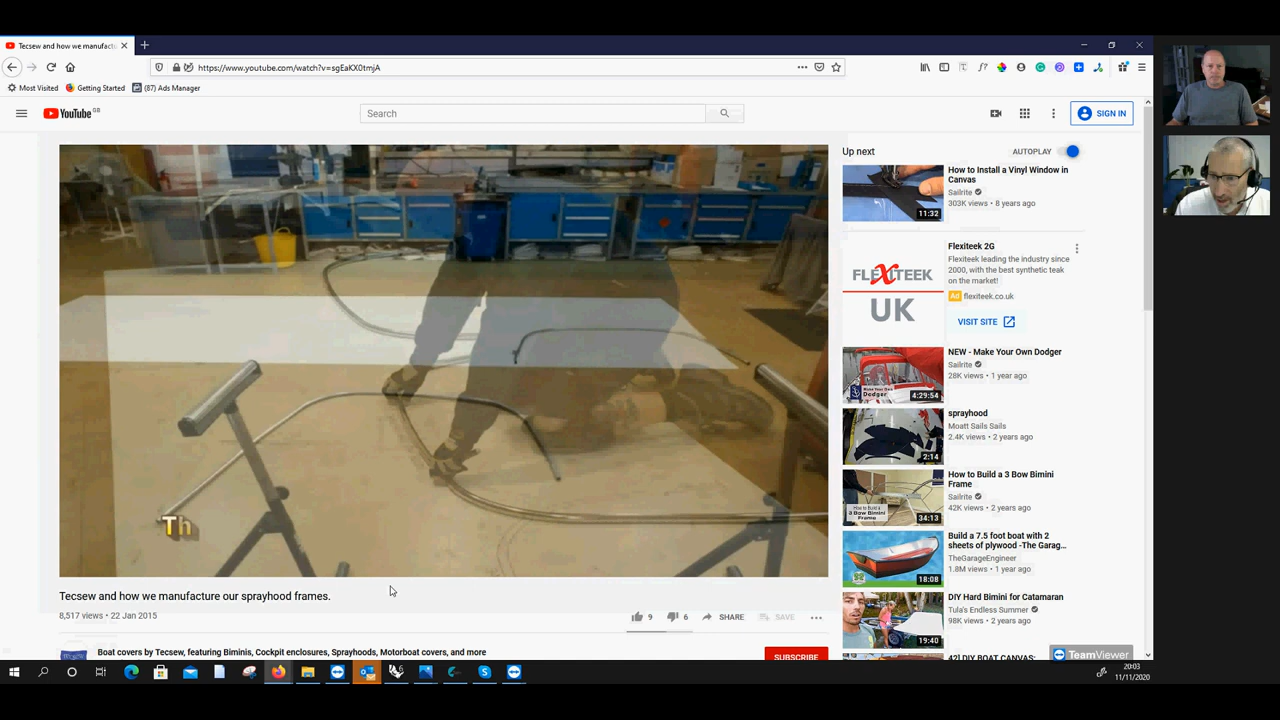 Tecsew and how we manufactu
https://www.youtube.com/watch?v=sgEaKX0tmjA
Most Visited
Getting Started
(87) Ads Manager
YouTube GB
Search
SIGN IN
Up next
AUTOPLAY
How to Install a Vinyl Window in
Canvas
Sailrite
303K views • 8 years ago
11:32
Flexiteek 2G
Flexiteek leading the industry since
2000, with the best synthetic teak
on the market!
Ad flexiteek.co.uk
FLEXITEEK
UK
VISIT SITE
NEW - Make Your Own Dodger
Sailrite
28K views • 1 year ago
4:29:54
sprayhood
Moatt Sails Sails
2.4K views • 2 years ago
2:14
How to Build a 3 Bow Bimini
Frame
Sailrite
42K views • 2 years ago
How to Build a
3 Bow Bimini
Frame
34:13
Build a 7.5 foot boat with 2
sheets of plywood -The Garag...
TheGarageEngineer
1.8M views • 1 year ago
18:08
DIY Hard Bimini for Catamaran
Tula's Endless Summer
98K views • 2 years ago
19:40
Th
Tecsew and how we manufacture our sprayhood frames.
8,517 views • 22 Jan 2015
9
6
SHARE
SAVE
Boat covers by Tecsew, featuring Biminis, Cockpit enclosures, Sprayhoods, Motorboat covers, and more
SUBSCRIBE
TeamViewer
20:03
11/11/2020